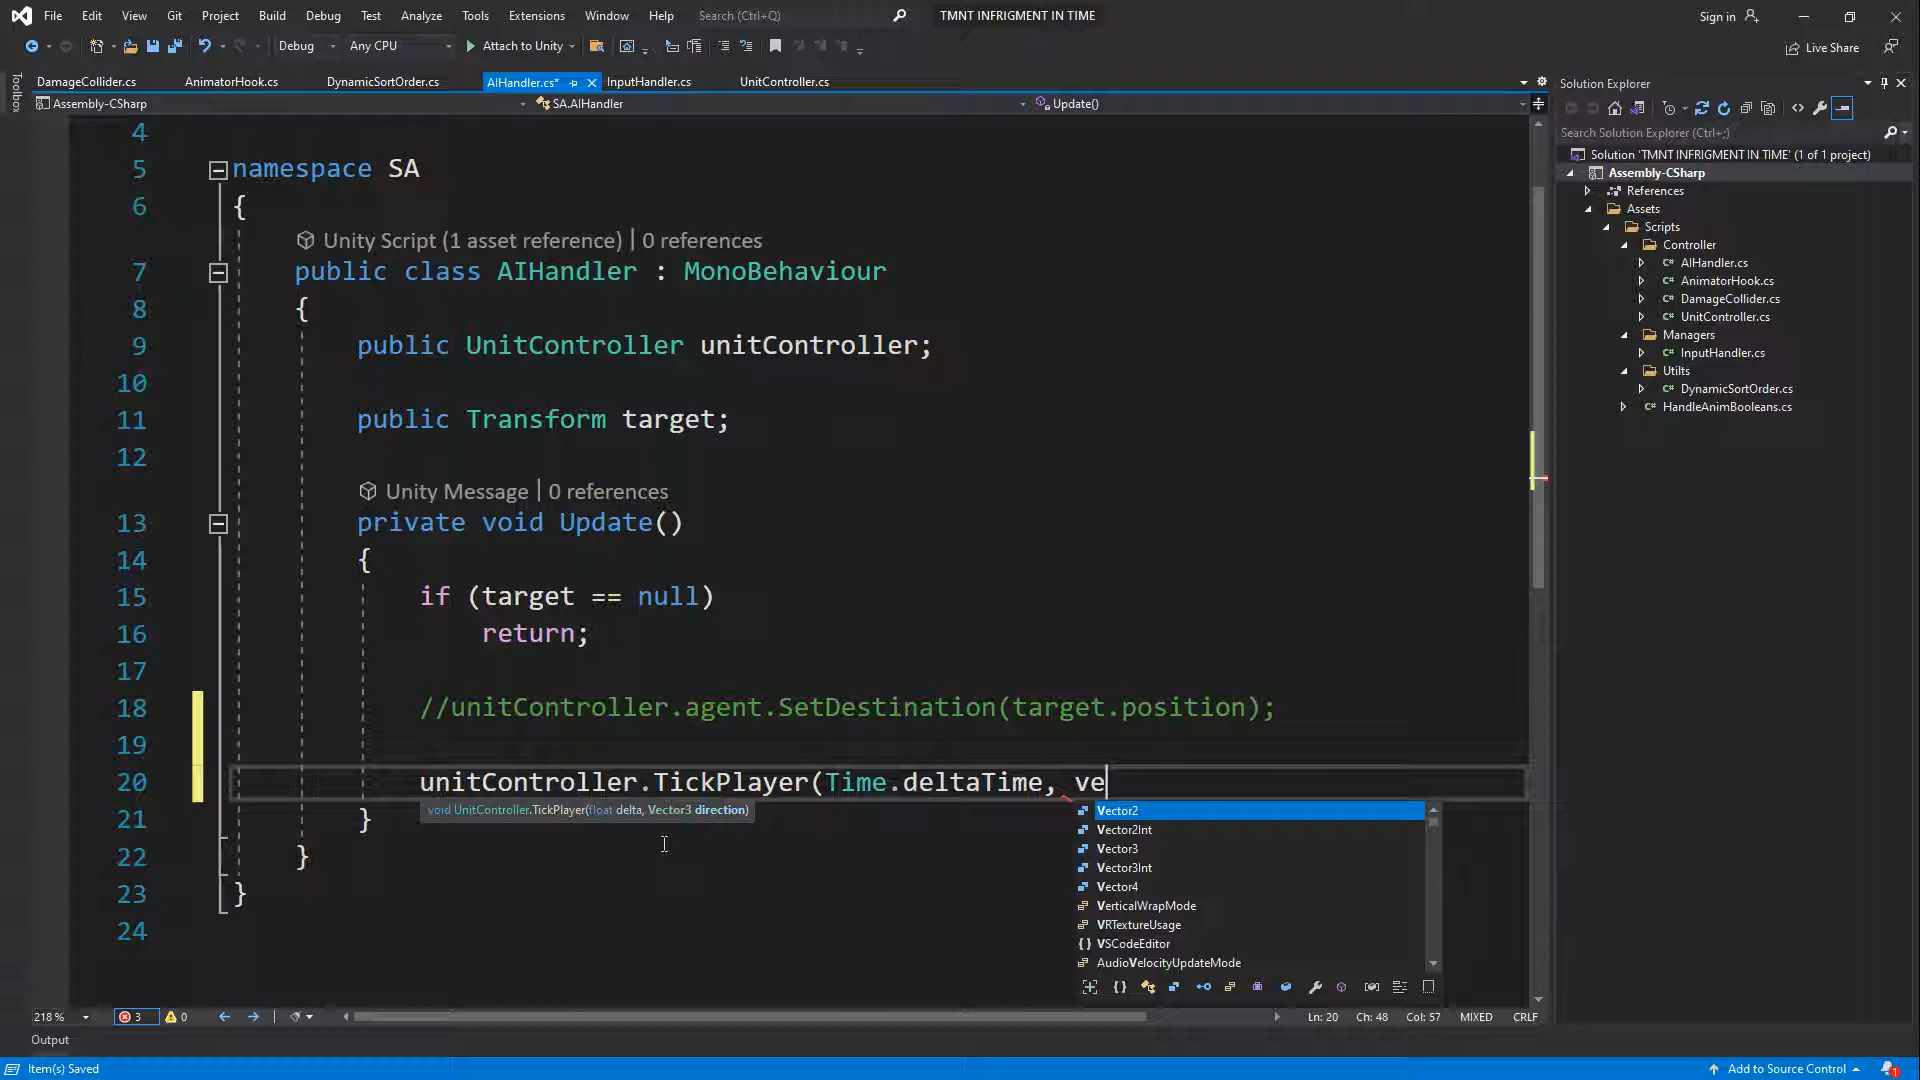 File Edit View Git Project Build Debug Test Analyze Tools Extensions Window Help Search (Ctrl+Q) TMNT INFRIGMENT IN TIME Sign in
Debug Any CPU Attach to Unity Live Share
Toolbox
DamageCollider.cs AnimatorHook.cs DynamicSortOrder.cs AIHandler.cs* InputHandler.cs UnitController.cs
Assembly-CSharp SA.AIHandler Update()
4
5 namespace SA
6 {
Unity Script (1 asset reference) | 0 references
7 public class AIHandler : MonoBehaviour
8 {
9 public UnitController unitController;
10
11 public Transform target;
12
Unity Message | 0 references
13 private void Update()
14 {
15 if (target == null)
16 return;
17
18 //unitController.agent.SetDestination(target.position);
19
20 unitController.TickPlayer(Time.deltaTime, ve
void UnitController.TickPlayer(float delta, Vector3 direction)
21 }
22 }
23 }
24
Vector2
Vector2Int
Vector3
Vector3Int
Vector4
VerticalWrapMode
VRTextureUsage
{ } VSCodeEditor
AudioVelocityUpdateMode
218 % 3 0 Ln: 20 Ch: 48 Col: 57 MIXED CRLF
Output
Item(s) Saved Add to Source Control 1
Solution Explorer
Search Solution Explorer (Ctrl+;)
Solution 'TMNT INFRIGMENT IN TIME' (1 of 1 project)
Assembly-CSharp
References
Assets
Scripts
Controller
C# AIHandler.cs
C# AnimatorHook.cs
C# DamageCollider.cs
C# UnitController.cs
Managers
C# InputHandler.cs
Utilts
C# DynamicSortOrder.cs
C# HandleAnimBooleans.cs